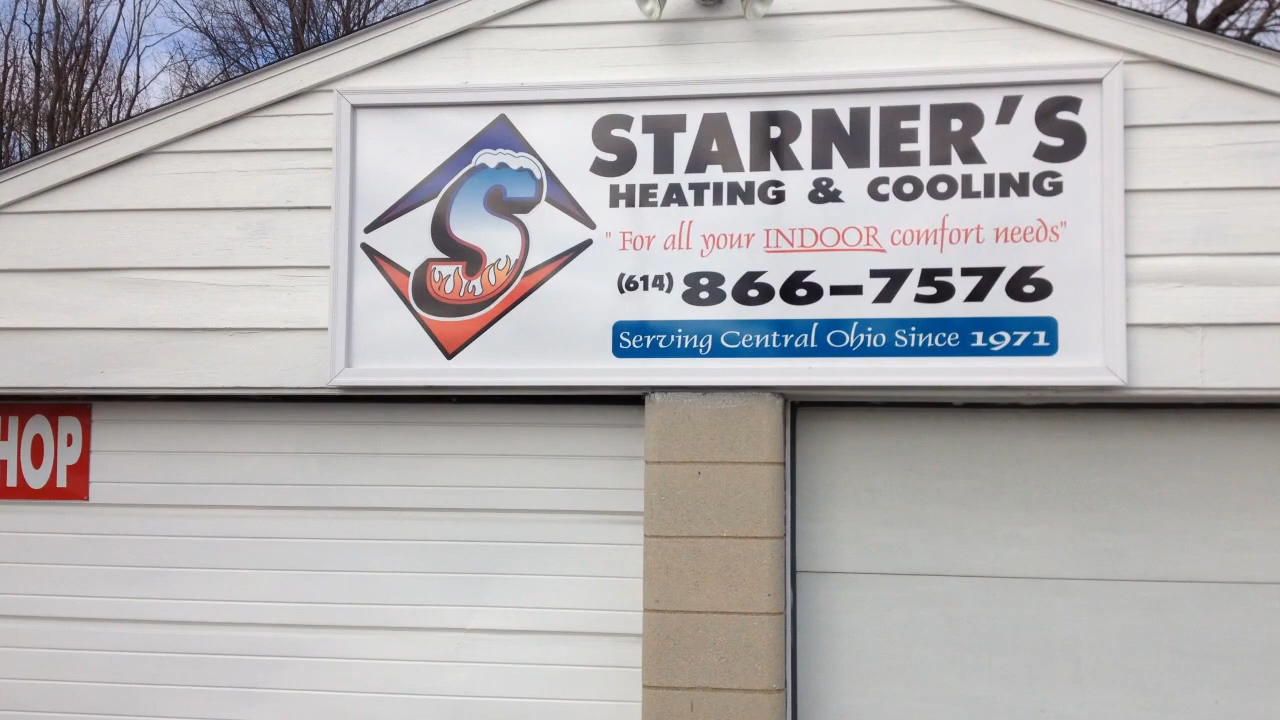 STARNER'S
HEATING & COOLING
"For all your INDOOR comfort needs"
(614) 866-7576
Serving Central Ohio Since 1971
S
HOP